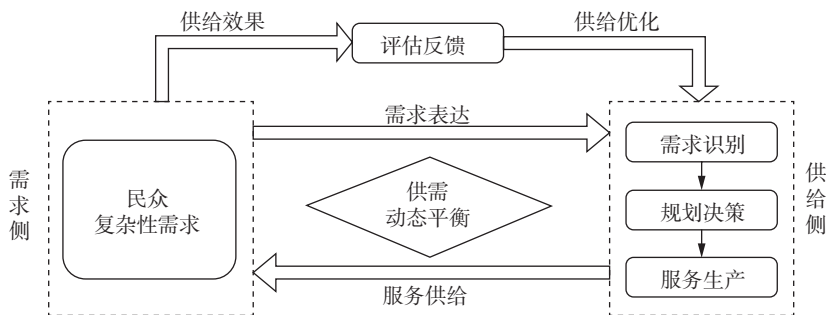 供给效果
评估反馈
供给优化
需求表达
需求侧
民众
复杂性需求
供需
动态平衡
需求识别
规划决策
服务生产
供给侧
服务供给